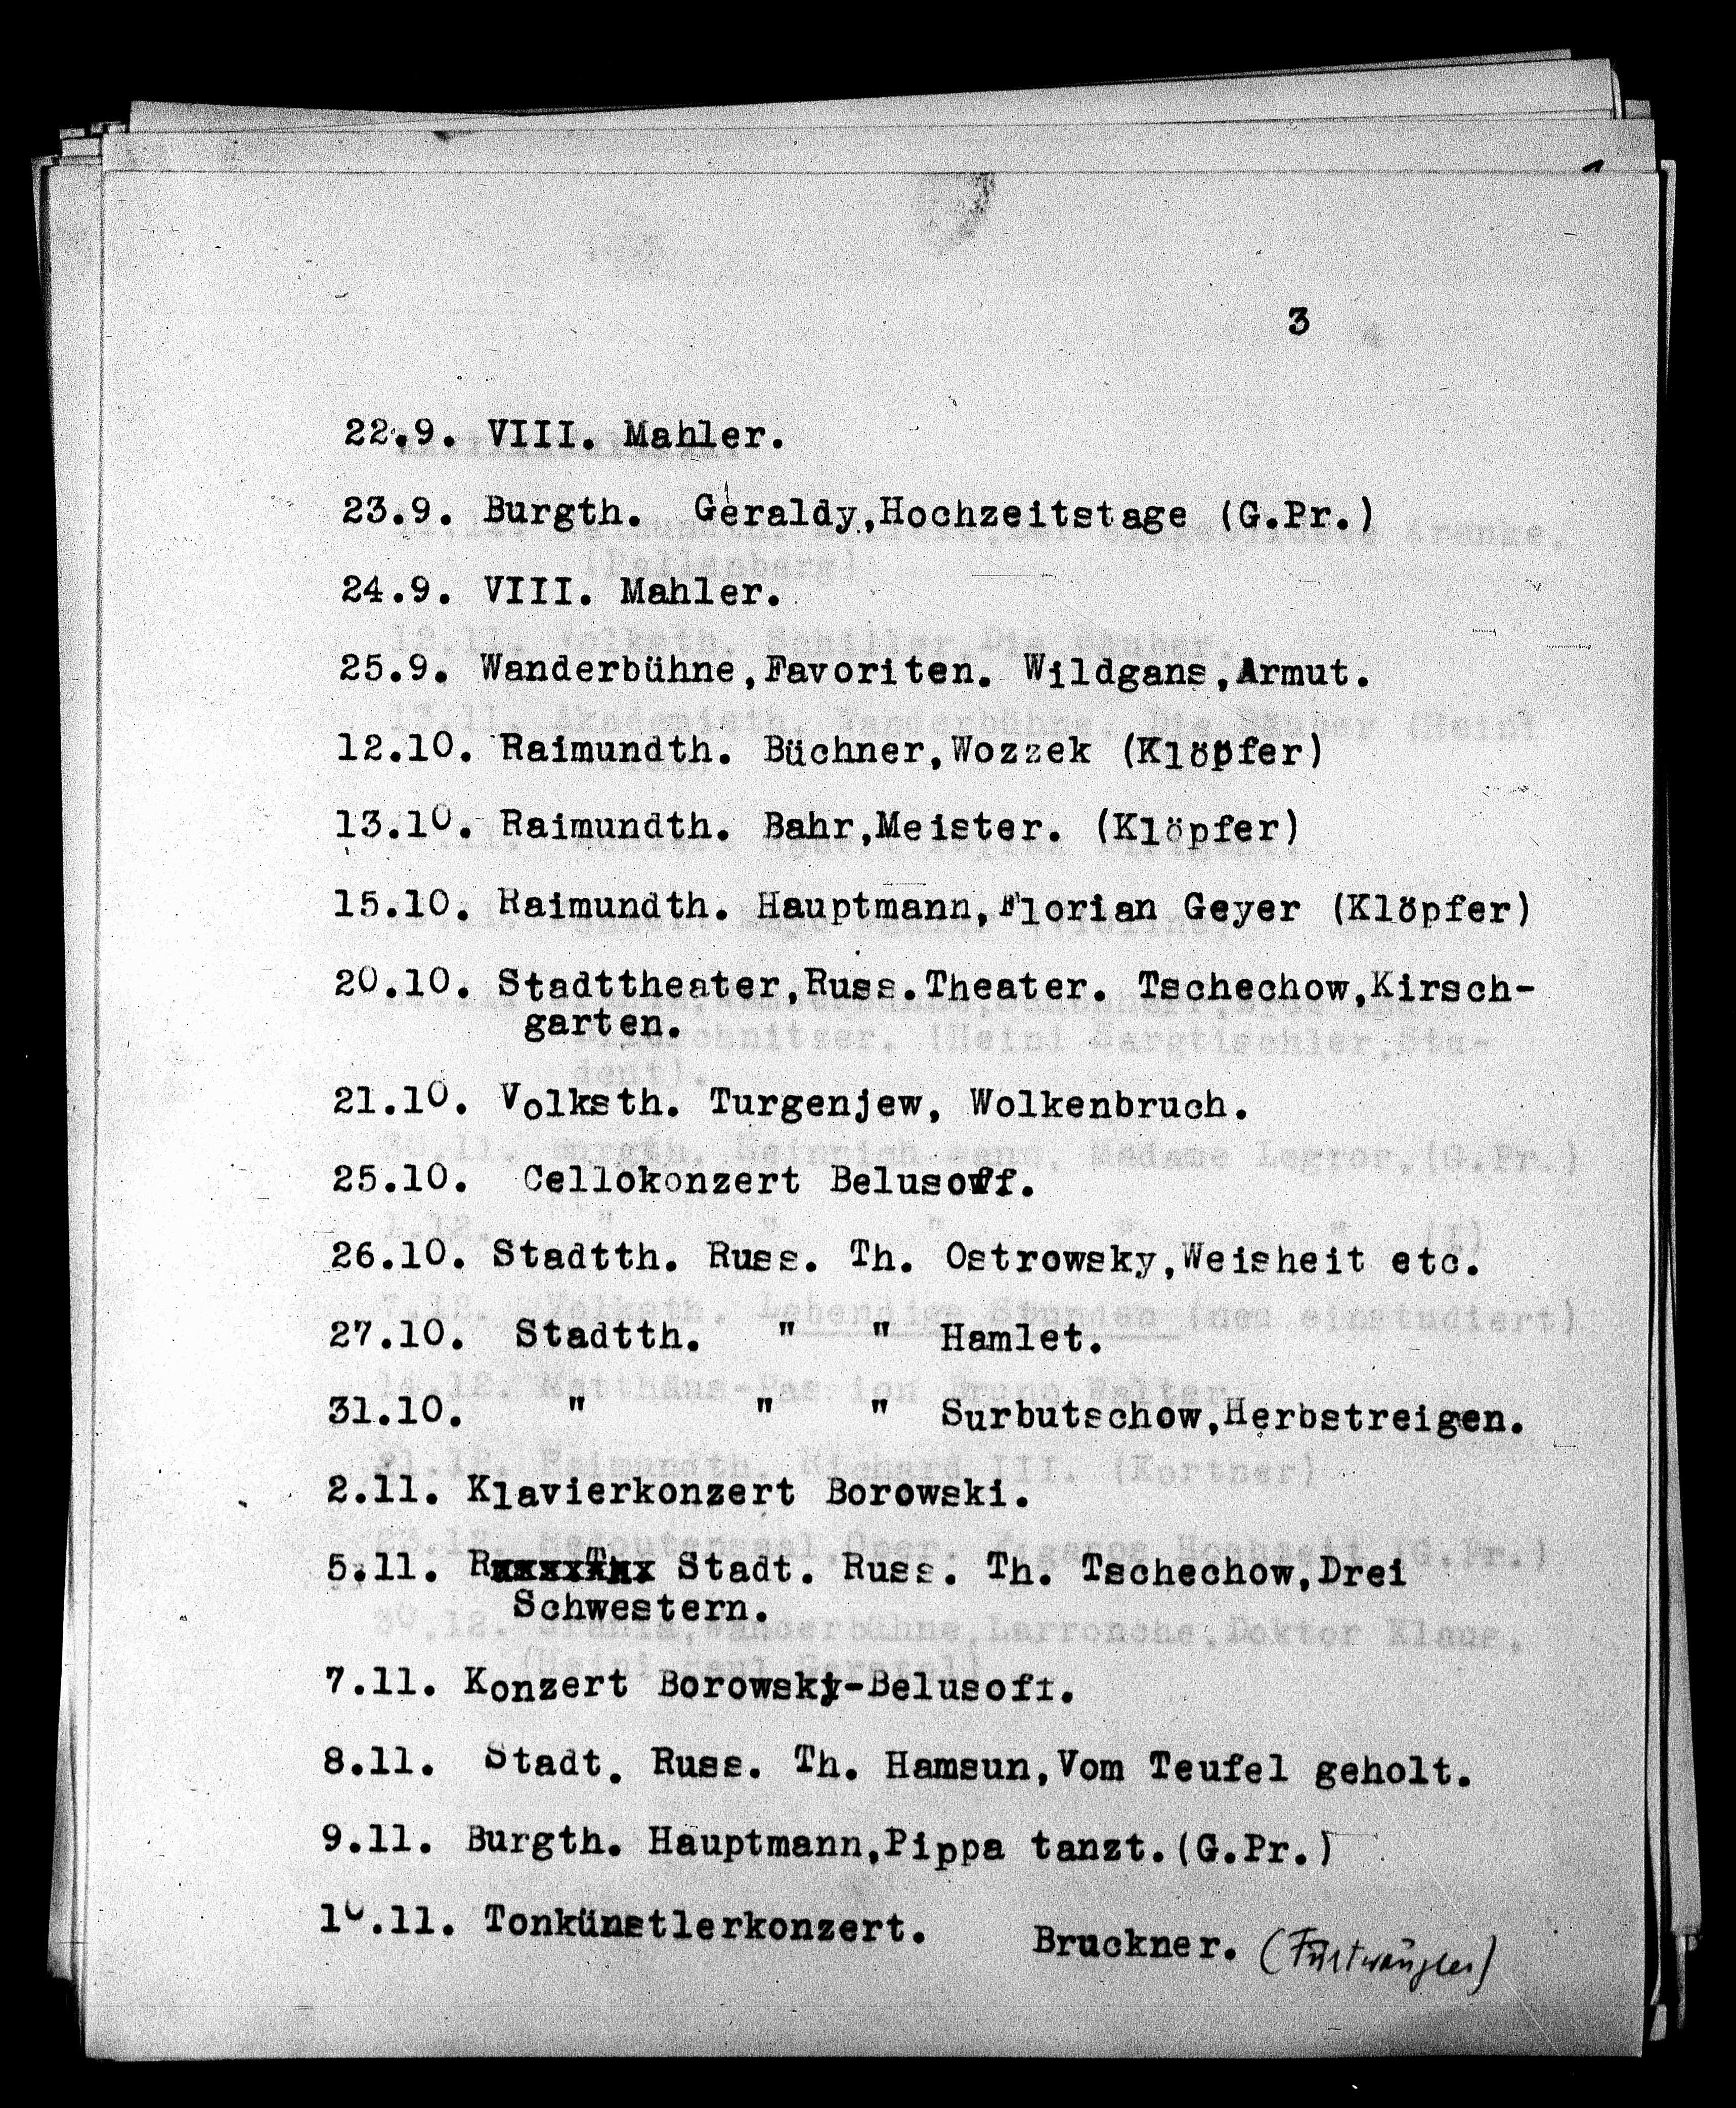 3
22.9. VIII. Mahler.
23.9. Burgth. Géraldy,Hochzeitstage (G.Pr.)
24.9. VIII. Mahler.
25.9. Wanderbühne,Favoriten. Wildgans,Armut.
12.10. Raimundth. Büchner,Wozzek (Klöpfer)
13.10. Raimundth. Bahr,Meister. (Klöpfer)
15.10. Raimundth. Hauptmann,Florian Geyer (Klöpfer)
20.10. Stadttheater,Russ.Theater. Tschechow,Kirsch-
garten.
21.10. Volksth. Turgenjew, Wolkenbruch.
25.10. Cellokonzert Belusoff.
26.10. Stadtth. Russ. Th. Ostrowsky,Weisheit etc.
27.10. Stadtth. " " Hamlet.
31.10. " " " Surbutschow,Herbstreigen.
2.11. Klavierkonzert Borowski.
5.11. Stadt. Russ. Th. Tschechow,Drei
Schwestern.
7.11. Konzert Borowsky-Belusoff.
8.11. Stadt. Russ. Th. Hamsun,Vom Teufel geholt.
9.11. Burgth. Hauptmann,Pippa tanzt.(G.Pr.)
10.11. Tonkünstlerkonzert. Bruckner. (Furtwängler)